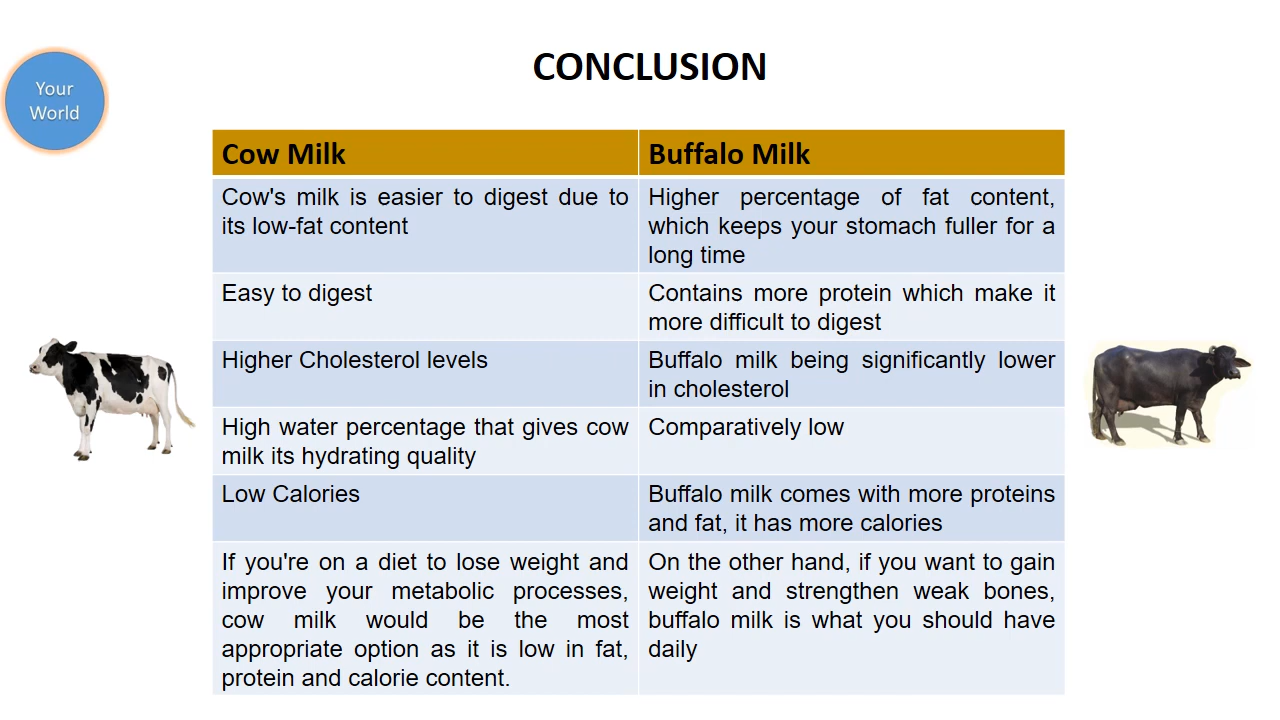 CONCLUSION
Your
World
Cow Milk
Buffalo Milk
Cow's milk is easier to digest due to
its low-fat content
Higher percentage of fat content,
which keeps your stomach fuller for a
long time
Easy to digest
Contains more protein which make it
more difficult to digest
Higher Cholesterol levels
Buffalo milk being significantly lower
in cholesterol
High water percentage that gives cow
milk its hydrating quality
Comparatively low
Low Calories
Buffalo milk comes with more proteins
and fat, it has more calories
If you're on a diet to lose weight and
improve your metabolic processes,
cow milk would be the most
appropriate option as it is low in fat,
protein and calorie content.
On the other hand, if you want to gain
weight and strengthen weak bones,
buffalo milk is what you should have
daily